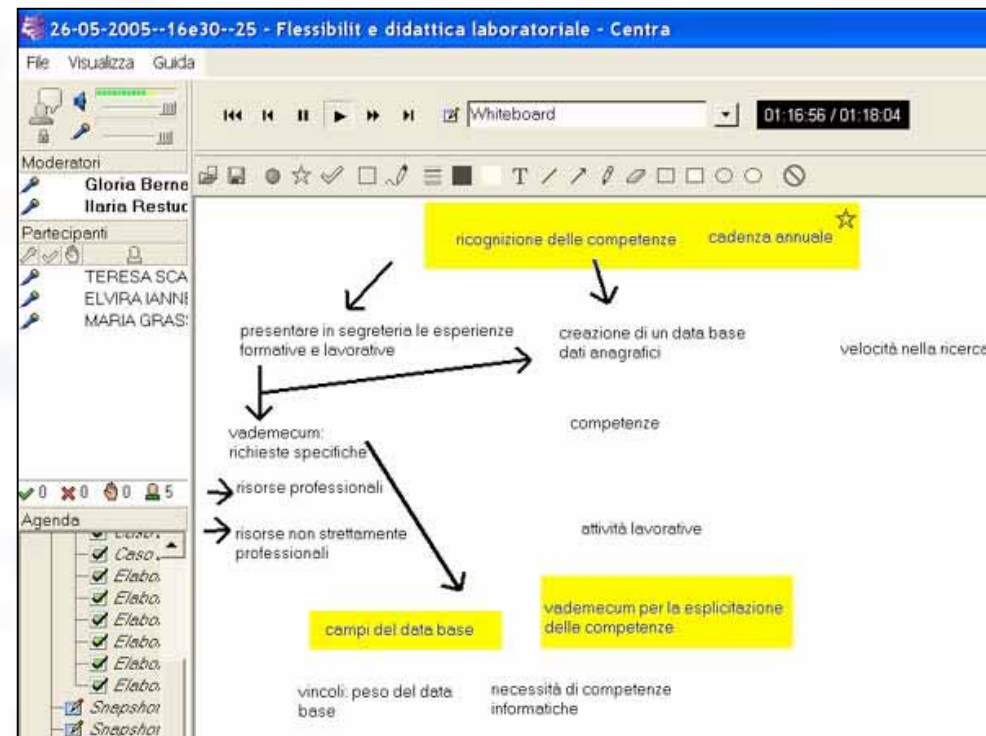 26-05-2005--16e30--25 - Flessibilit e didattica laboratoriale - Centra
File Visualizza Guida
Whiteboard
01:16:56 / 01:18:04
Moderatori
Gloria Berna
Ilaria Restuc
Partecipanti
TERESA SCA
ELVIRA IANNE
MARIA GRAS
0 0 0 5
Agenda
Caso
Elabo.
Elabo.
Elabo.
Elabo.
Elabo.
Elabo.
Snapshot
Snapshot
T
ricognizione delle competenze cadenza annuale
presentare in segreteria le esperienze
formative e lavorative
creazione di un data base
dati anagrafici
velocità nella ricerca
competenze
vademecum:
richieste specifiche
risorse professionali
attività lavorative
risorse non strettamente
professionali
campi del data base
vademecum per la esplicitazione
delle competenze
vincoli: peso del data
base
necessità di competenze
informatiche